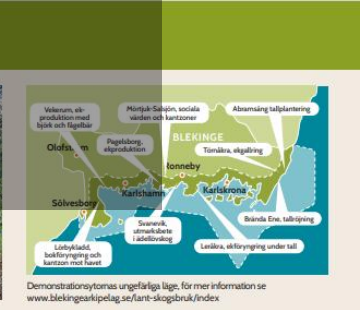 Vekerum, ek-
produktion med
björk och fågelbär
Mörtjuk-Salsjön, sociala
värden och kantzoner
Abramsäng tallplantering
BLEKINGE
Olofström
Pagelsborg,
ekproduktion
Törnåkra, ekgallring
Ronneby
Karlshamn
Karlskrona
Sölvesborg
Svanevik,
utmarksbete
i ädellövskog
Brända Ene, tallröjning
Lörbykladd,
bokföryngring och
kantzon mot havet
Leråkra, ekföryngring under tall
Demonstrationsytornas ungefärliga läge, för mer information se
www.blekingearkipelag.se/lant-skogsbruk/index